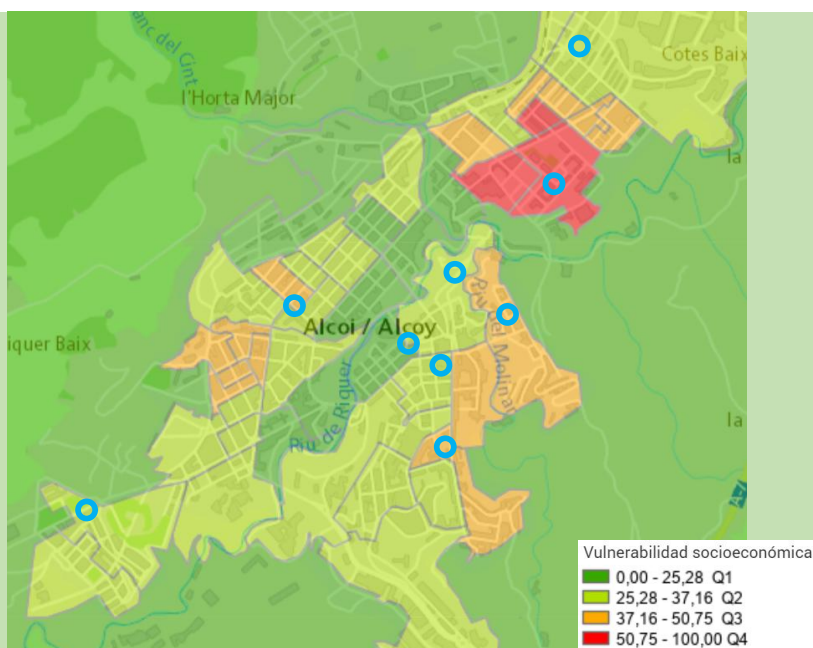 anc del Cint
Cotes Baix
l'Horta Major
la
Alcoi / Alcoy
iquer Baix
Riu del Molinar
Riu de Riquer
la
A-7
Vulnerabilidad socioeconómica
0,00 - 25,28 Q1
25,28 - 37,16 Q2
37,16 - 50,75 Q3
50,75 - 100,00 Q4